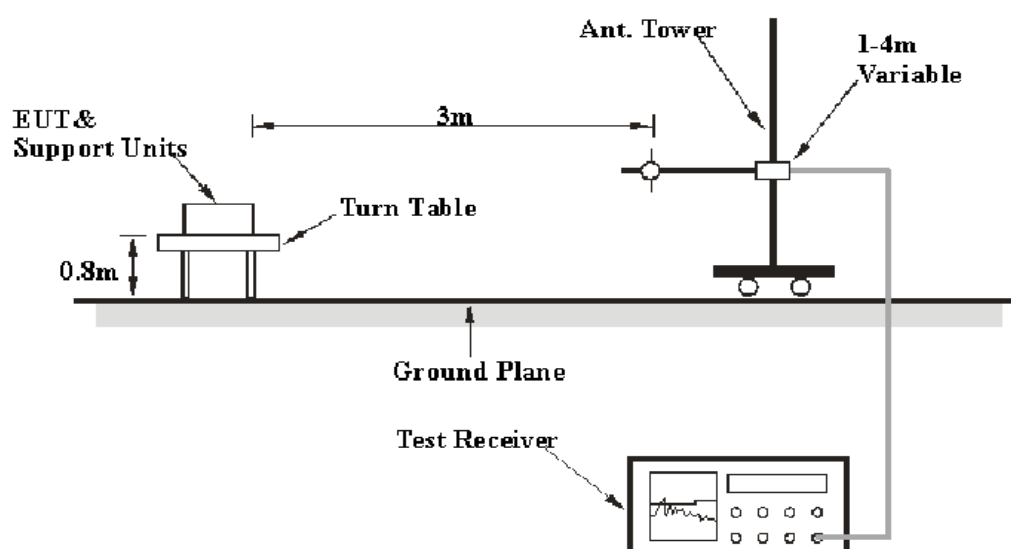 Ant. Tower
1-4m
Variable
3m
EUT&
Support Units
Turn Table
0.8m
Ground Plane
Test Receiver